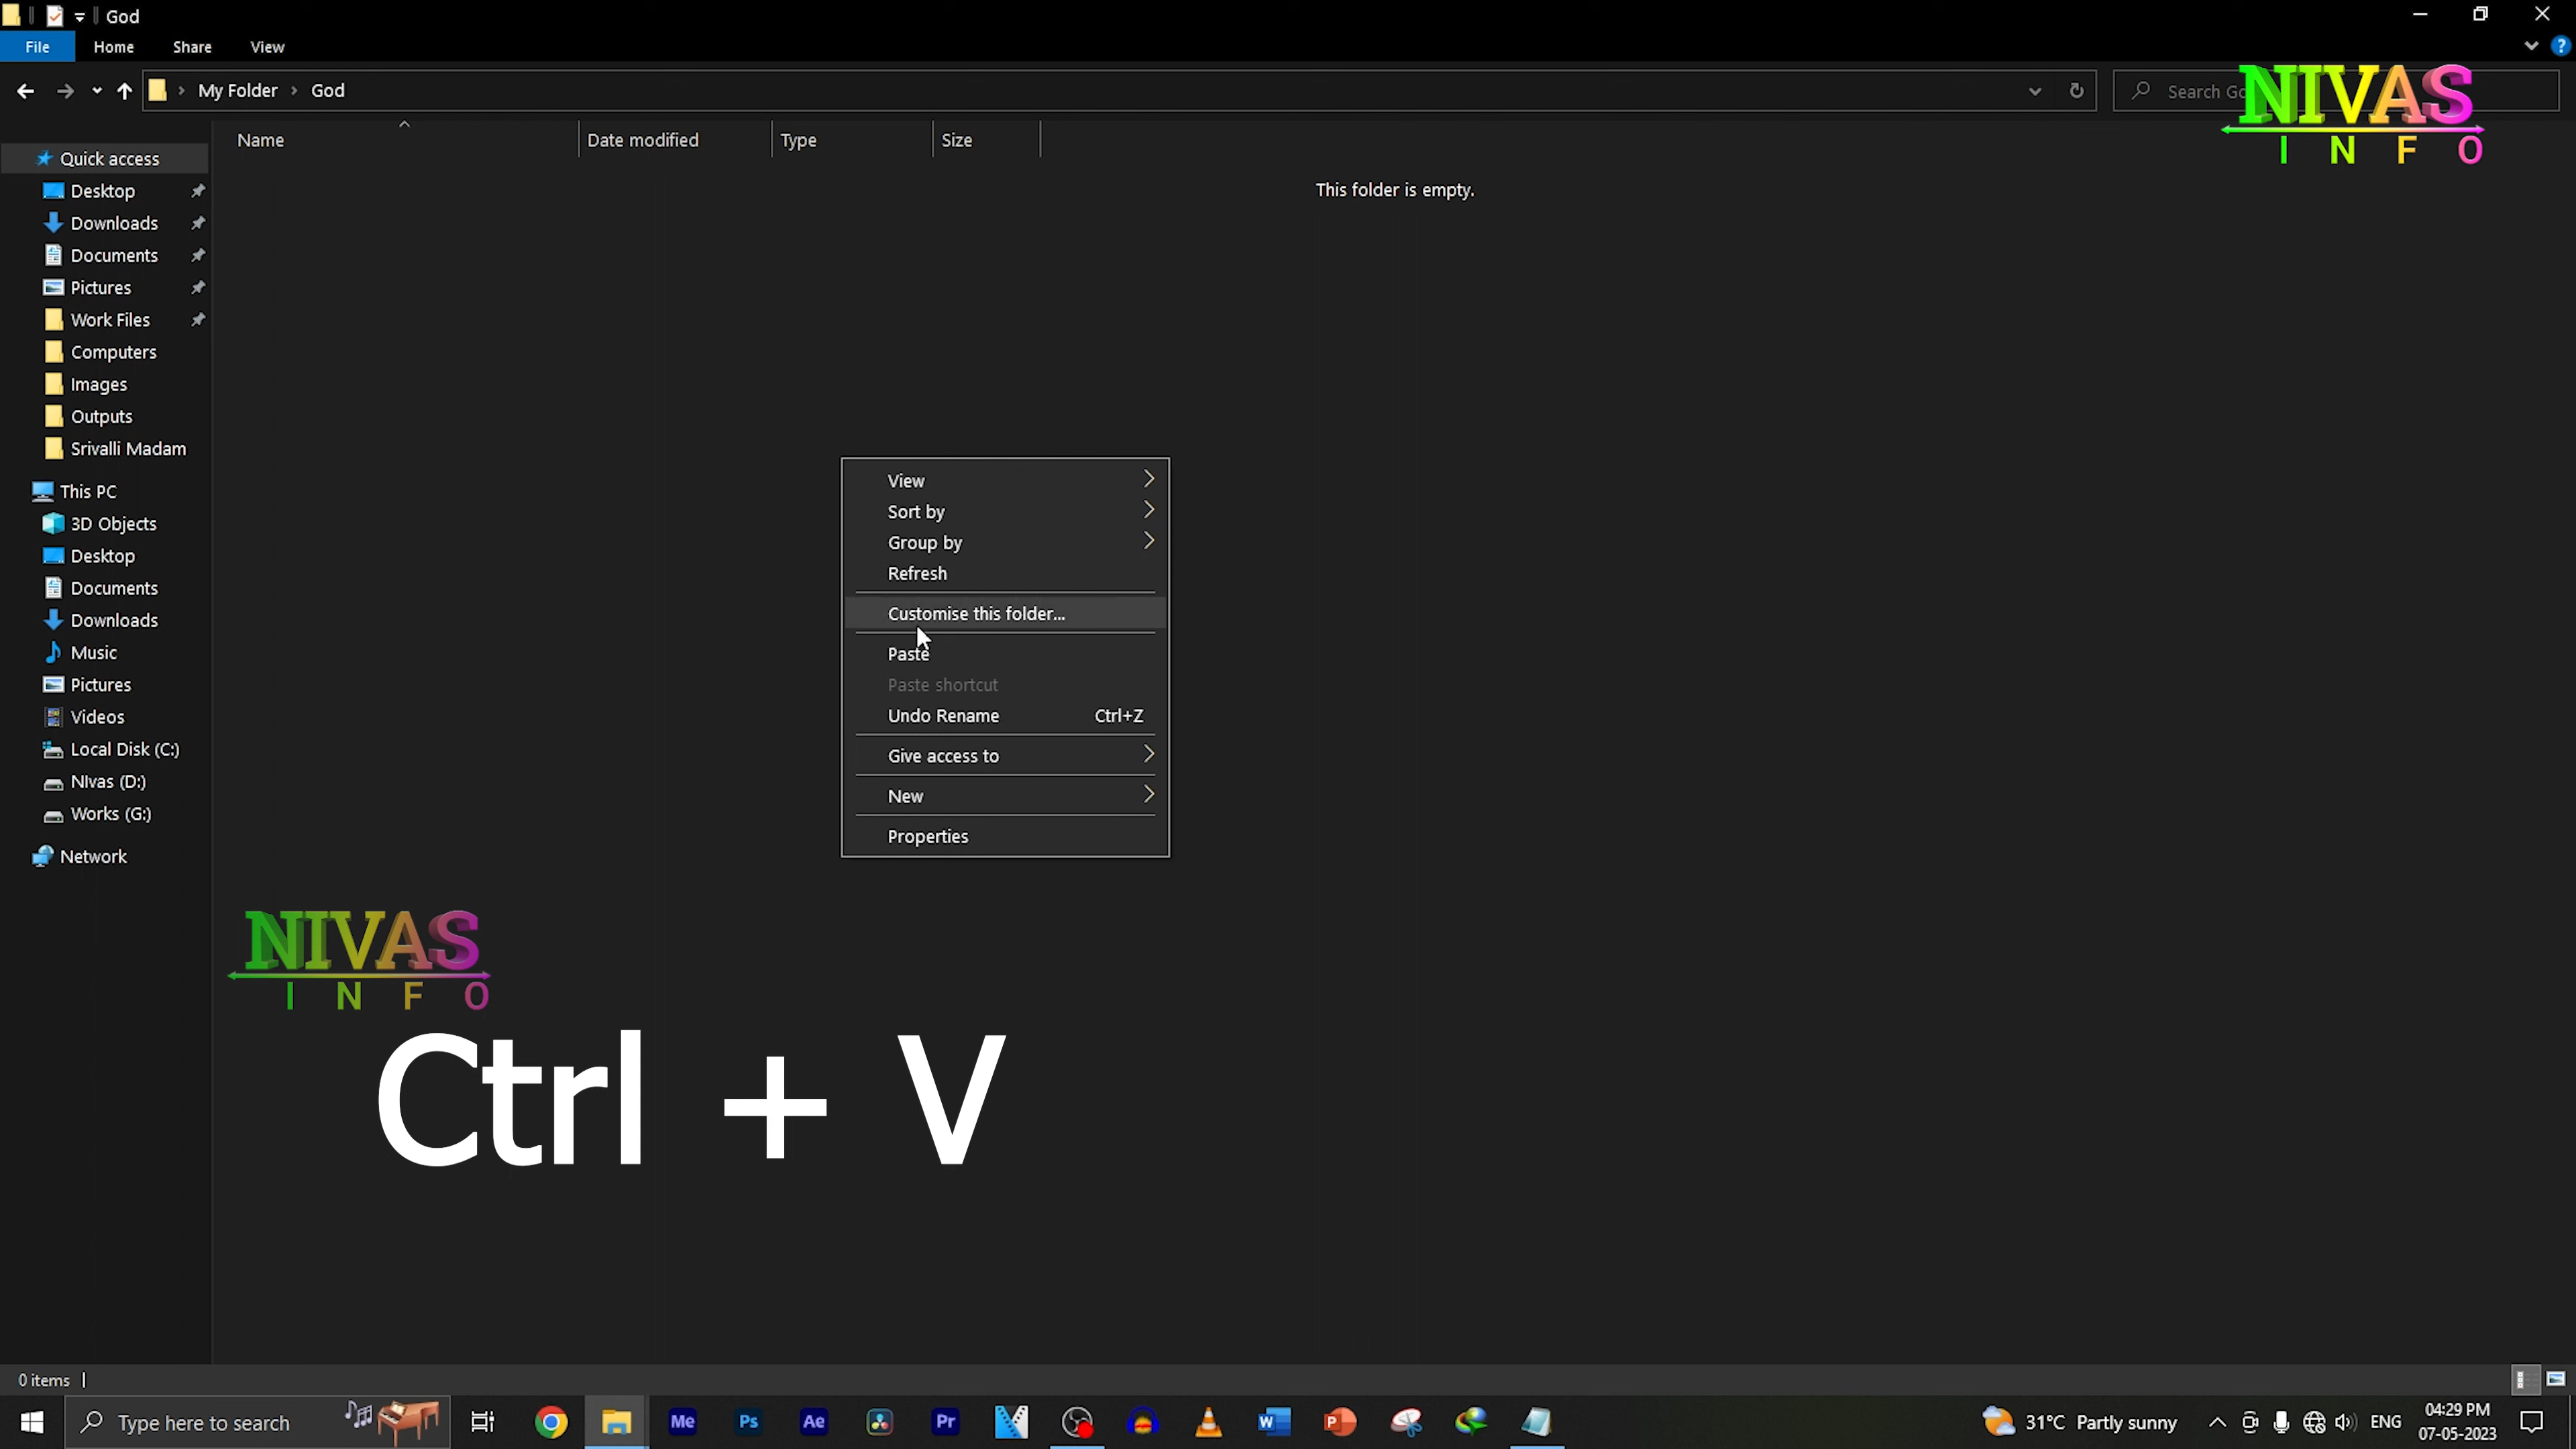 God
File Home Share View
My Folder God
Search Go
NIVAS
INFO
Name Date modified Type Size
This folder is empty.
Quick access
Desktop
Downloads
Documents
Pictures
Work Files
Computers
Images
Outputs
Srivalli Madam
This PC
3D Objects
Desktop
Documents
Downloads
Music
Pictures
Videos
Local Disk (C:)
NIvas (D:)
Works (G:)
Network
View
Sort by
Group by
Refresh
Customise this folder...
Paste
Paste shortcut
Undo Rename Ctrl+Z
Give access to
New
Properties
NIVAS
INFO
Ctrl + V
0 items
Type here to search
Me Ps Ae Pr
31°C Partly sunny
ENG
04:29 PM
07-05-2023